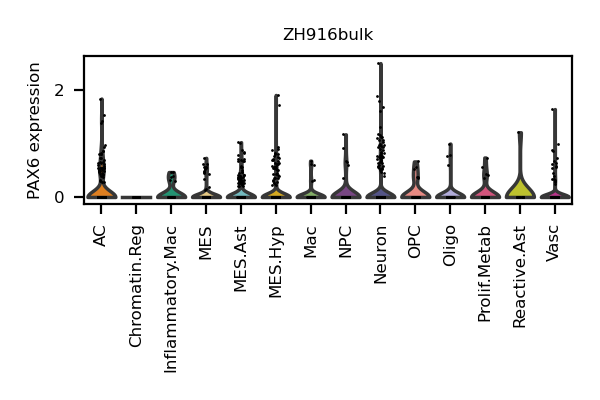 ZH916bulk
PAX6 expression
2
0
AC
Chromatin.Reg
Inflammatory.Mac
MES
MES.Ast
MES.Hyp
Mac
NPC
Neuron
OPC
Oligo
Prolif.Metab
Reactive.Ast
Vasc